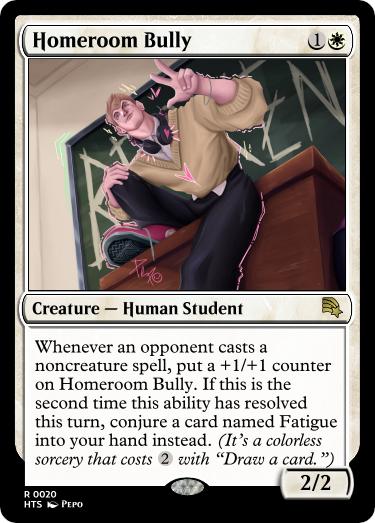 Homeroom Bully 1
Creature — Human Student
Whenever an opponent casts a
noncreature spell, put a +1/+1 counter
on Homeroom Bully. If this is the
second time this ability has resolved
this turn, conjure a card named Fatigue
into your hand instead. (It's a colorless
sorcery that costs 2 with “Draw a card.”)
2/2
R 0020
HTS Pepo